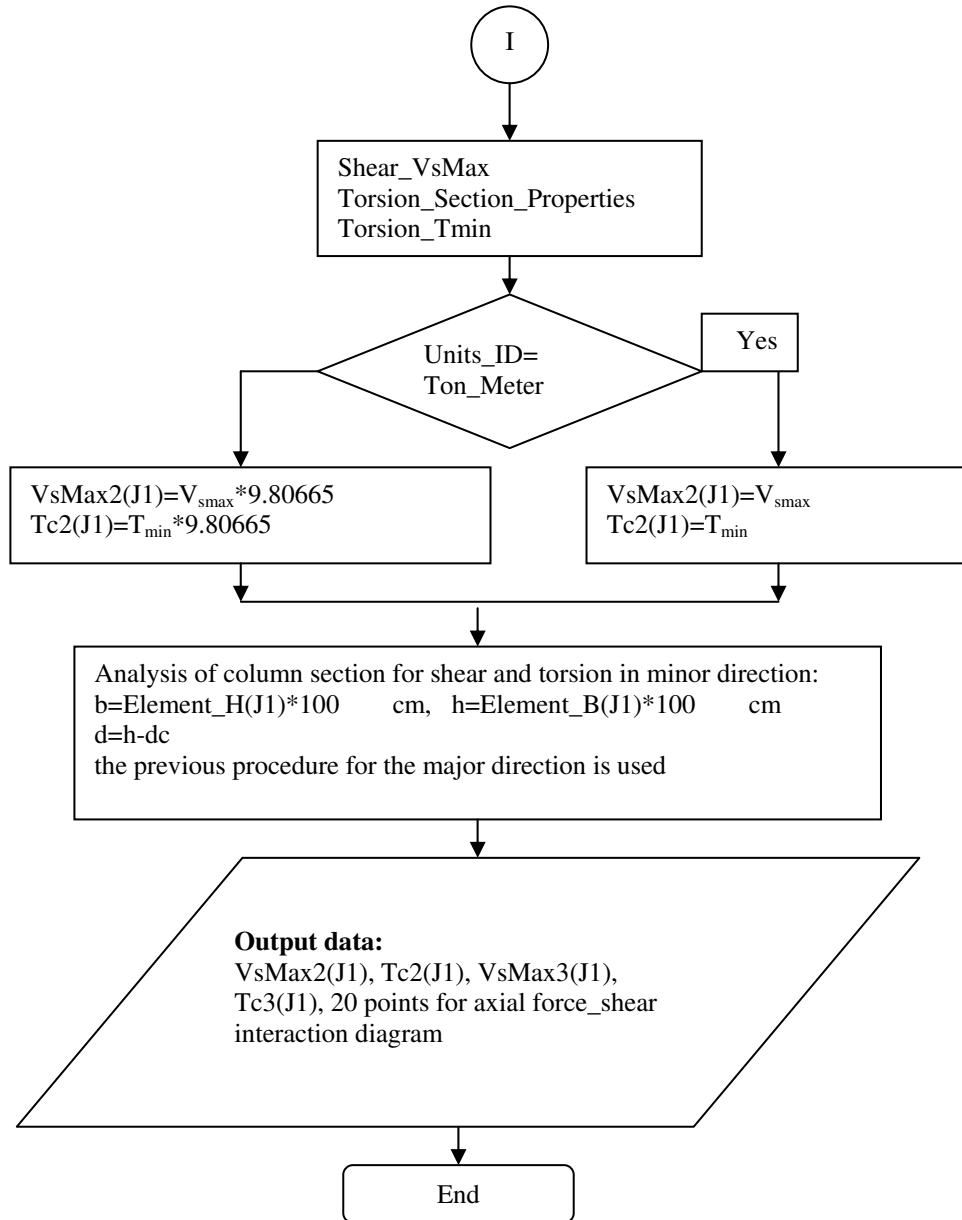 I
Shear_VsMax
Torsion_Section_Properties
Torsion_Tmin
Units_ID=
Ton_Meter
Yes
VsMax2(J1)=Vsmax*9.80665
Tc2(J1)=Tmin*9.80665
VsMax2(J1)=Vsmax
Tc2(J1)=Tmin
Analysis of column section for shear and torsion in minor direction:
b=Element_H(J1)*100 cm, h=Element_B(J1)*100 cm
d=h-dc
the previous procedure for the major direction is used
Output data:
VsMax2(J1), Tc2(J1), VsMax3(J1),
Tc3(J1), 20 points for axial force_shear
interaction diagram
End